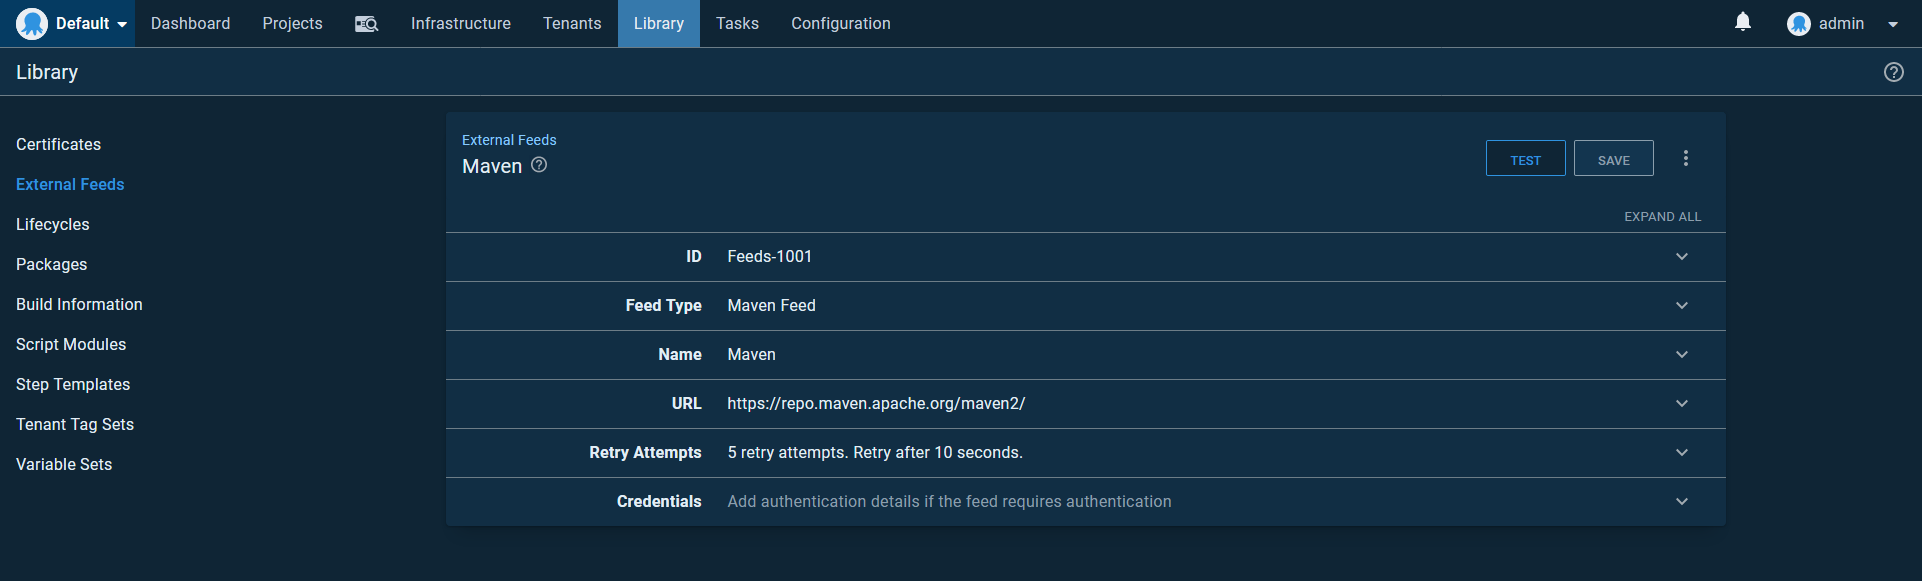 Default Dashboard Projects Infrastructure Tenants Library Tasks Configuration admin
Library
Certificates
External Feeds
Lifecycles
Packages
Build Information
Script Modules
Step Templates
Tenant Tag Sets
Variable Sets
External Feeds
Maven
TEST SAVE
EXPAND ALL
ID Feeds-1001
Feed Type Maven Feed
Name Maven
URL https://repo.maven.apache.org/maven2/
Retry Attempts 5 retry attempts. Retry after 10 seconds.
Credentials Add authentication details if the feed requires authentication